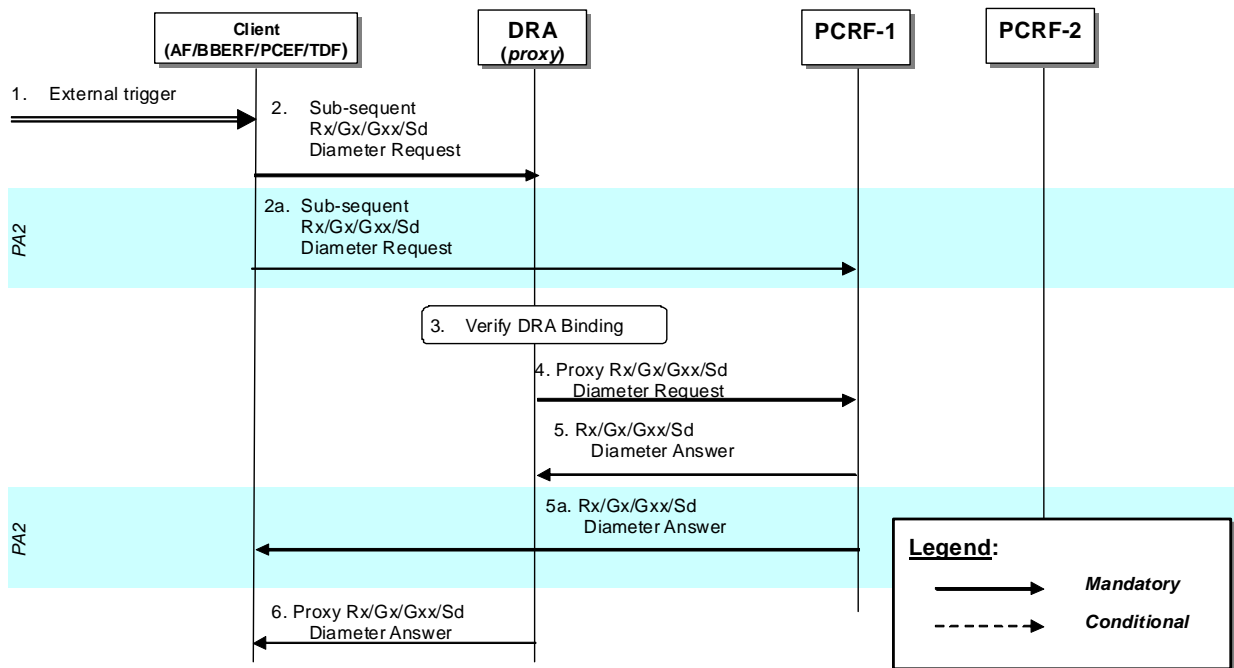 Client
(AF/BBERF/PCEF/TDF)
DRA
(proxy)
PCRF-1
PCRF-2
1. External trigger
2. Sub-sequent
Rx/Gx/Gxx/Sd
Diameter Request
PA2
2a. Sub-sequent
Rx/Gx/Gxx/Sd
Diameter Request
3. Verify DRA Binding
4. Proxy Rx/Gx/Gxx/Sd
Diameter Request
5. Rx/Gx/Gxx/Sd
Diameter Answer
PA2
5a. Rx/Gx/Gxx/Sd
Diameter Answer
6. Proxy Rx/Gx/Gxx/Sd
Diameter Answer
Legend:
Mandatory
Conditional